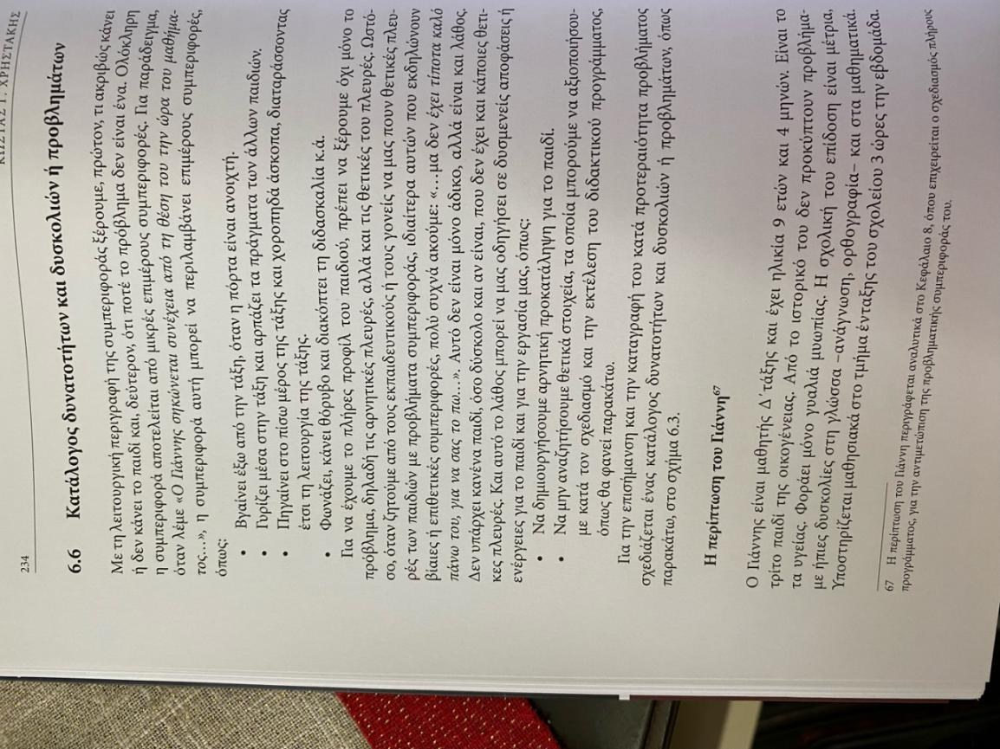 234
ΚΩΣΤΑΣ Γ. ΧΡΗΣΤΑΚΗΣ
6.6 Κατάλογος δυνατοτήτων και δυσκολιών ή προβλημάτων
Με τη λειτουργική περιγραφή της συμπεριφοράς ξέρουμε, πρώτον, τι ακριβώς κάνει
ή δεν κάνει το παιδί και, δεύτερον, ότι ποτέ το πρόβλημα δεν είναι ένα. Ολόκληρη
η συμπεριφορά αποτελείται από μικρές επιμέρους συμπεριφορές. Για παράδειγμα,
όταν λέμε «Ο Γιάννης σηκώνεται συνέχεια από τη θέση του την ώρα του μαθήμα-
τος...», η συμπεριφορά αυτή μπορεί να περιλαμβάνει επιμέρους συμπεριφορές,
όπως:
• Βγαίνει έξω από την τάξη, όταν η πόρτα είναι ανοιχτή.
• Γυρίζει μέσα στην τάξη και αρπάζει τα πράγματα των άλλων παιδιών.
• Πηγαίνει στο πίσω μέρος της τάξης και χοροπηδά άσκοπα, διαταράσσοντας
έτσι τη λειτουργία της τάξης.
• Φωνάζει, κάνει θόρυβο και διακόπτει τη διδασκαλία κ.ά.
Για να έχουμε το πλήρες προφίλ του παιδιού, πρέπει να ξέρουμε όχι μόνο το
πρόβλημα, δηλαδή τις αρνητικές πλευρές, αλλά και τις θετικές του πλευρές. Ωστό-
σο, όταν ζητούμε από τους εκπαιδευτικούς ή τους γονείς να μας πουν θετικές πλευ-
ρές των παιδιών με προβλήματα συμπεριφοράς, ιδιαίτερα αυτών που εκδηλώνουν
βίαιες ή επιθετικές συμπεριφορές, πολύ συχνά ακούμε: «...μα δεν έχει τίποτα καλό
πάνω του, για να σας το πω...». Αυτό δεν είναι μόνο άδικο, αλλά είναι και λάθος.
Δεν υπάρχει κανένα παιδί, όσο δύσκολο και αν είναι, που δεν έχει και κάποιες θετι-
κές πλευρές. Και αυτό το λάθος μπορεί να μας οδηγήσει σε δυσμενείς αποφάσεις ή
ενέργειες για το παιδί και για την εργασία μας, όπως:
• Να δημιουργήσουμε αρνητική προκατάληψη για το παιδί.
• Να μην αναζητήσουμε θετικά στοιχεία, τα οποία μπορούμε να αξιοποιήσου-
με κατά τον σχεδιασμό και την εκτέλεση του διδακτικού προγράμματος,
όπως θα φανεί παρακάτω.
Για την επισήμανση και την καταγραφή του κατά προτεραιότητα προβλήματος
σχεδιάζεται ένας κατάλογος δυνατοτήτων και δυσκολιών ή προβλημάτων, όπως
παρακάτω, στο σχήμα 6.3.
Η περίπτωση του Γιάννη67
Ο Γιάννης είναι μαθητής Δ΄ τάξης και έχει ηλικία 9 ετών και 4 μηνών. Είναι το
τρίτο παιδί της οικογένειας. Από το ιστορικό του δεν προκύπτουν προβλήμα-
τα υγείας. Φοράει μόνο γυαλιά μυωπίας. Η σχολική του επίδοση είναι μέτρια,
με ήπιες δυσκολίες στη γλώσσα –ανάγνωση, ορθογραφία– και στα μαθηματικά.
Υποστηρίζεται μαθησιακά στο τμήμα ένταξης του σχολείου 3 ώρες την εβδομάδα.
67 Η περίπτωση του Γιάννη περιγράφεται αναλυτικά στο Κεφάλαιο 8, όπου επιχειρείται ο σχεδιασμός πλήρους
προγράμματος, για την αντιμετώπιση της προβληματικής συμπεριφοράς του.